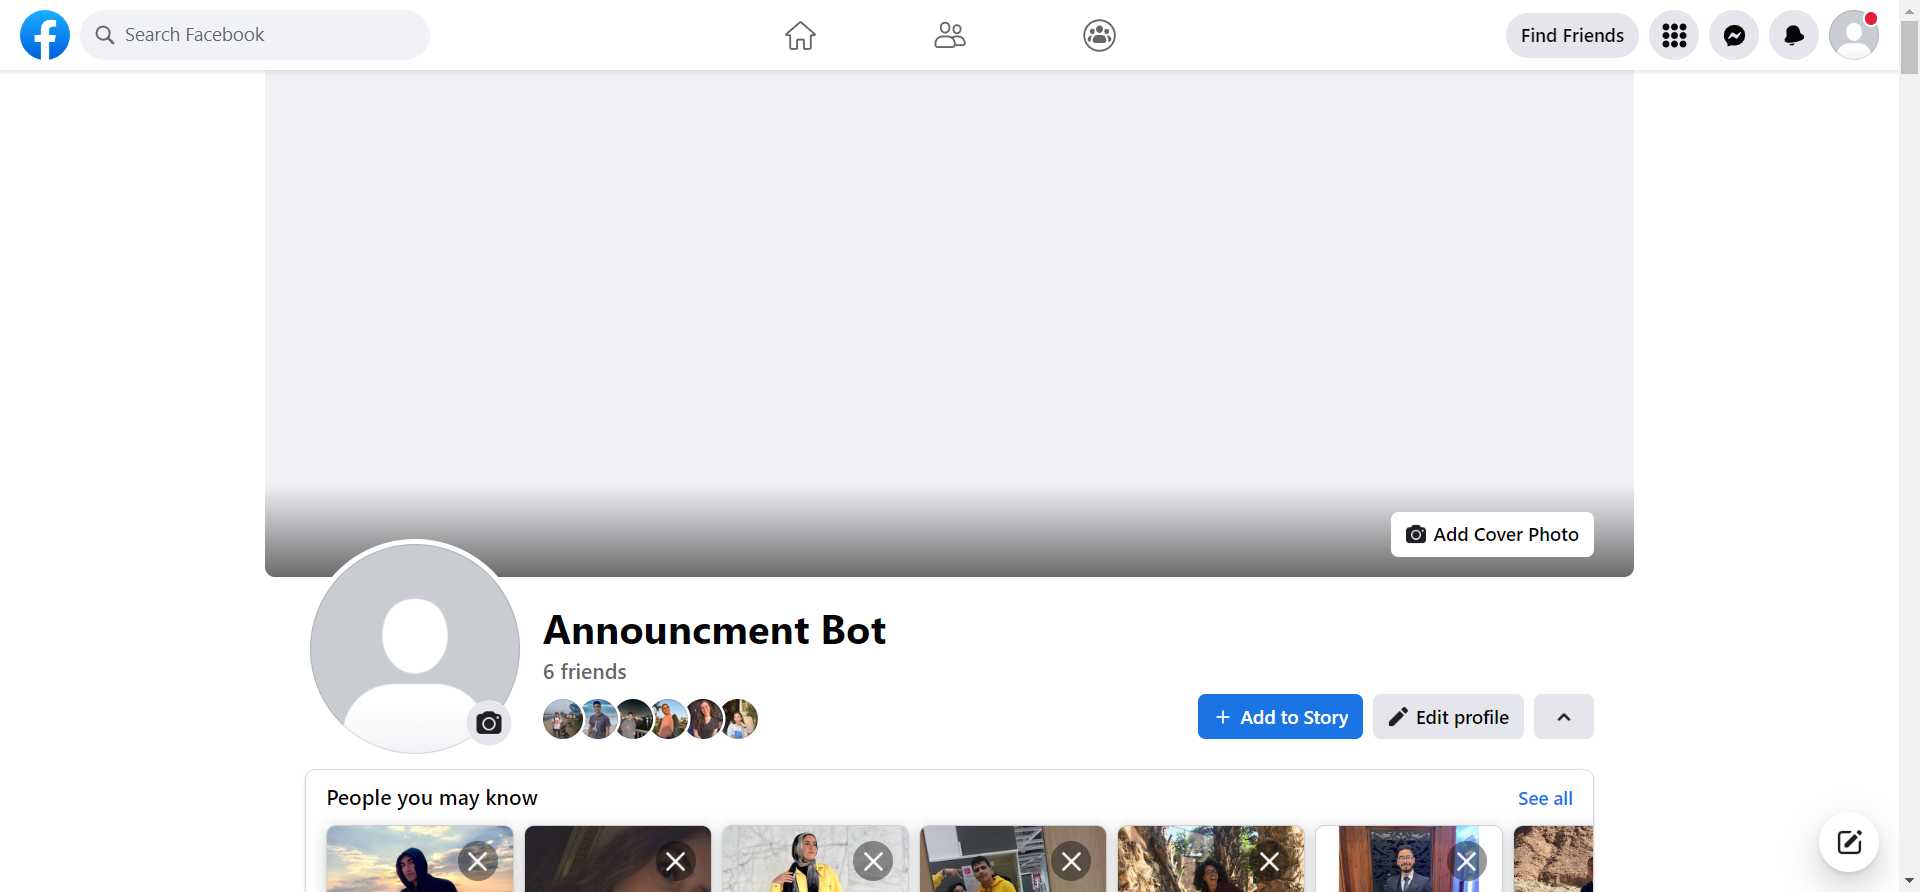 Search Facebook
Find Friends
Add Cover Photo
Announcment Bot
6 friends
Add to Story
Edit profile
People you may know
See all